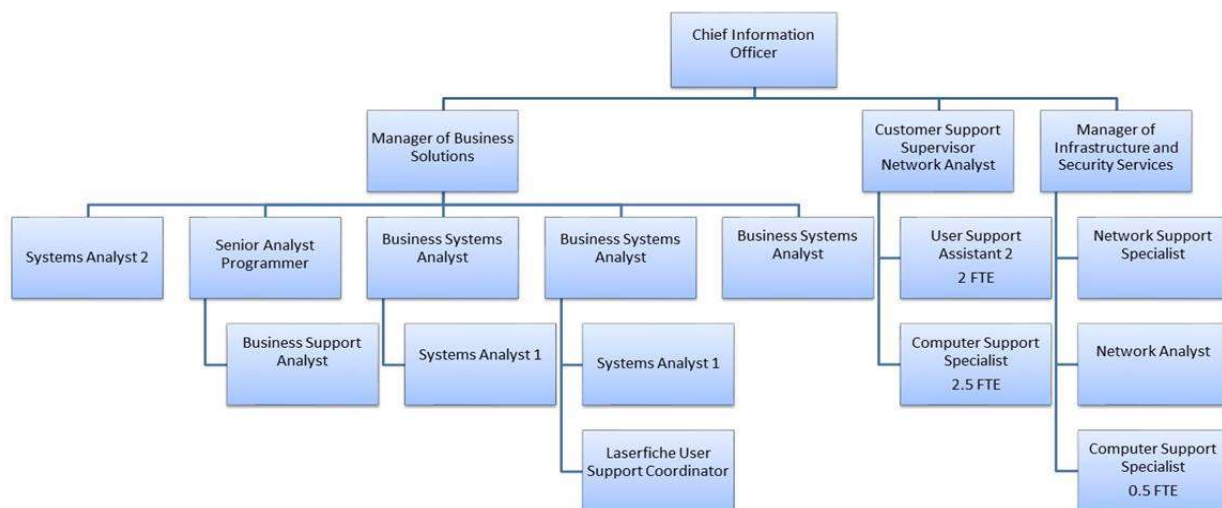 Chief Information
Officer
Manager of Business
Solutions
Customer Support
Supervisor
Network Analyst
Manager of
Infrastructure and
Security Services
Systems Analyst 2
Senior Analyst
Programmer
Business Systems
Analyst
Business Systems
Analyst
Business Systems
Analyst
User Support
Assistant 2
2 FTE
Network Support
Specialist
Business Support
Analyst
Systems Analyst 1
Systems Analyst 1
Computer Support
Specialist
2.5 FTE
Network Analyst
Laserfiche User
Support Coordinator
Computer Support
Specialist
0.5 FTE